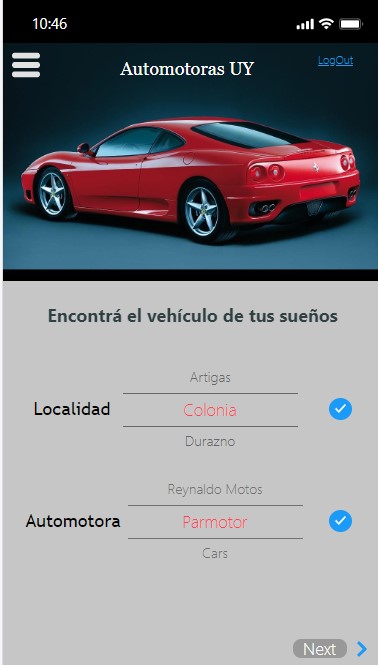 10:46
Automotoras UY
LogOut
Encontrá el vehículo de tus sueños
Artigas
Localidad
Colonia
Durazno
Reynaldo Motos
Automotora
Parmotor
Cars
Next